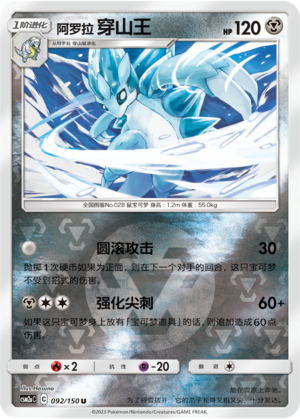 1阶进化
阿罗拉 穿山王
HP 120
从阿罗拉 穿山鼠进化
全国图鉴No.028 鼠宝可梦 身高：1.2m 体重：55.0kg
圆滚攻击 30
抛掷1次硬币如果为正面，则在下一个对手的回合，这只宝可梦
不受到招式的伤害。
强化尖刺 60+
如果这只宝可梦身上放有「宝可梦道具」的话，则追加造成60点
伤害。
弱点 ×2 抵抗力 -20 撤退
Illus.Hasuno
CSM2aC C 092/150 U
©2023 Pokémon/Nintendo/Creatures/GAME FREAK.